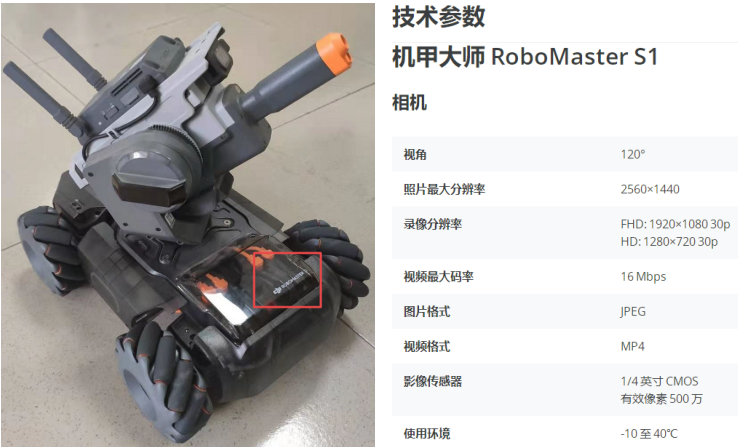 技术参数
机甲大师 RoboMaster S1
相机
视角 120°
照片最大分辨率 2560×1440
录像分辨率 FHD: 1920×1080 30p
HD: 1280×720 30p
视频最大码率 16 Mbps
图片格式 JPEG
视频格式 MP4
影像传感器 1/4 英寸 CMOS
有效像素 500 万
使用环境 -10 至 40℃
dji ROBOMASTER